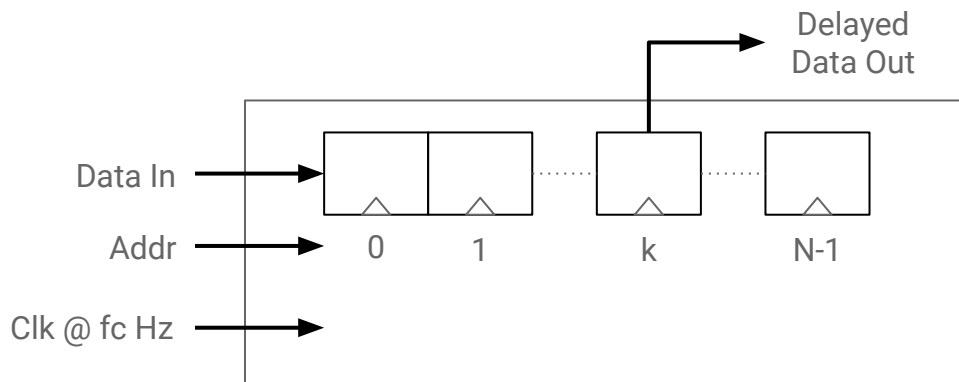 Delayed
Data Out
Data In
Addr
0
1
k
N-1
Clk @ fc Hz